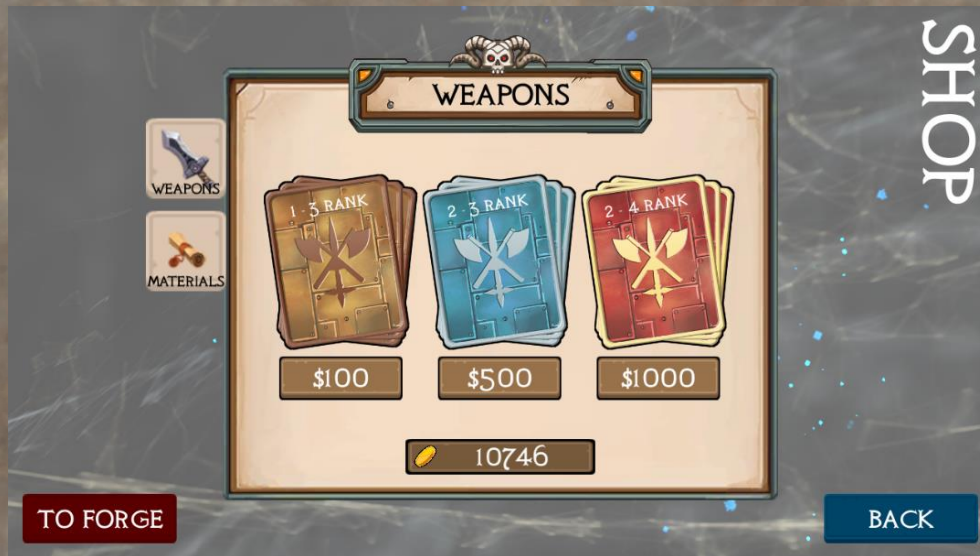 SHOP
WEAPONS
WEAPONS
MATERIALS
1 - 3 RANK
2 - 3 RANK
2 - 4 RANK
$100
$500
$1000
10746
TO FORGE
BACK